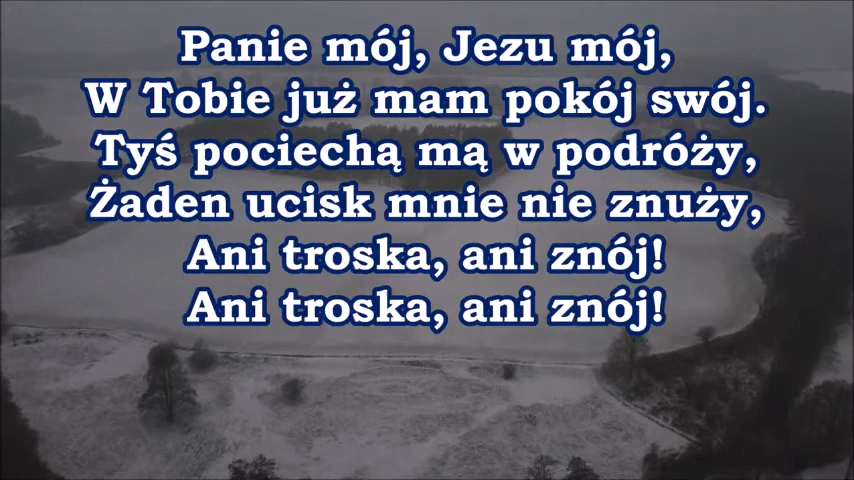 Panie mój, Jezu mój,
W Tobie już mam pokój swój.
Tyś pociechą mą w podróży,
Żaden ucisk mnie nie znuży,
Ani troska, ani znój!
Ani troska, ani znój!